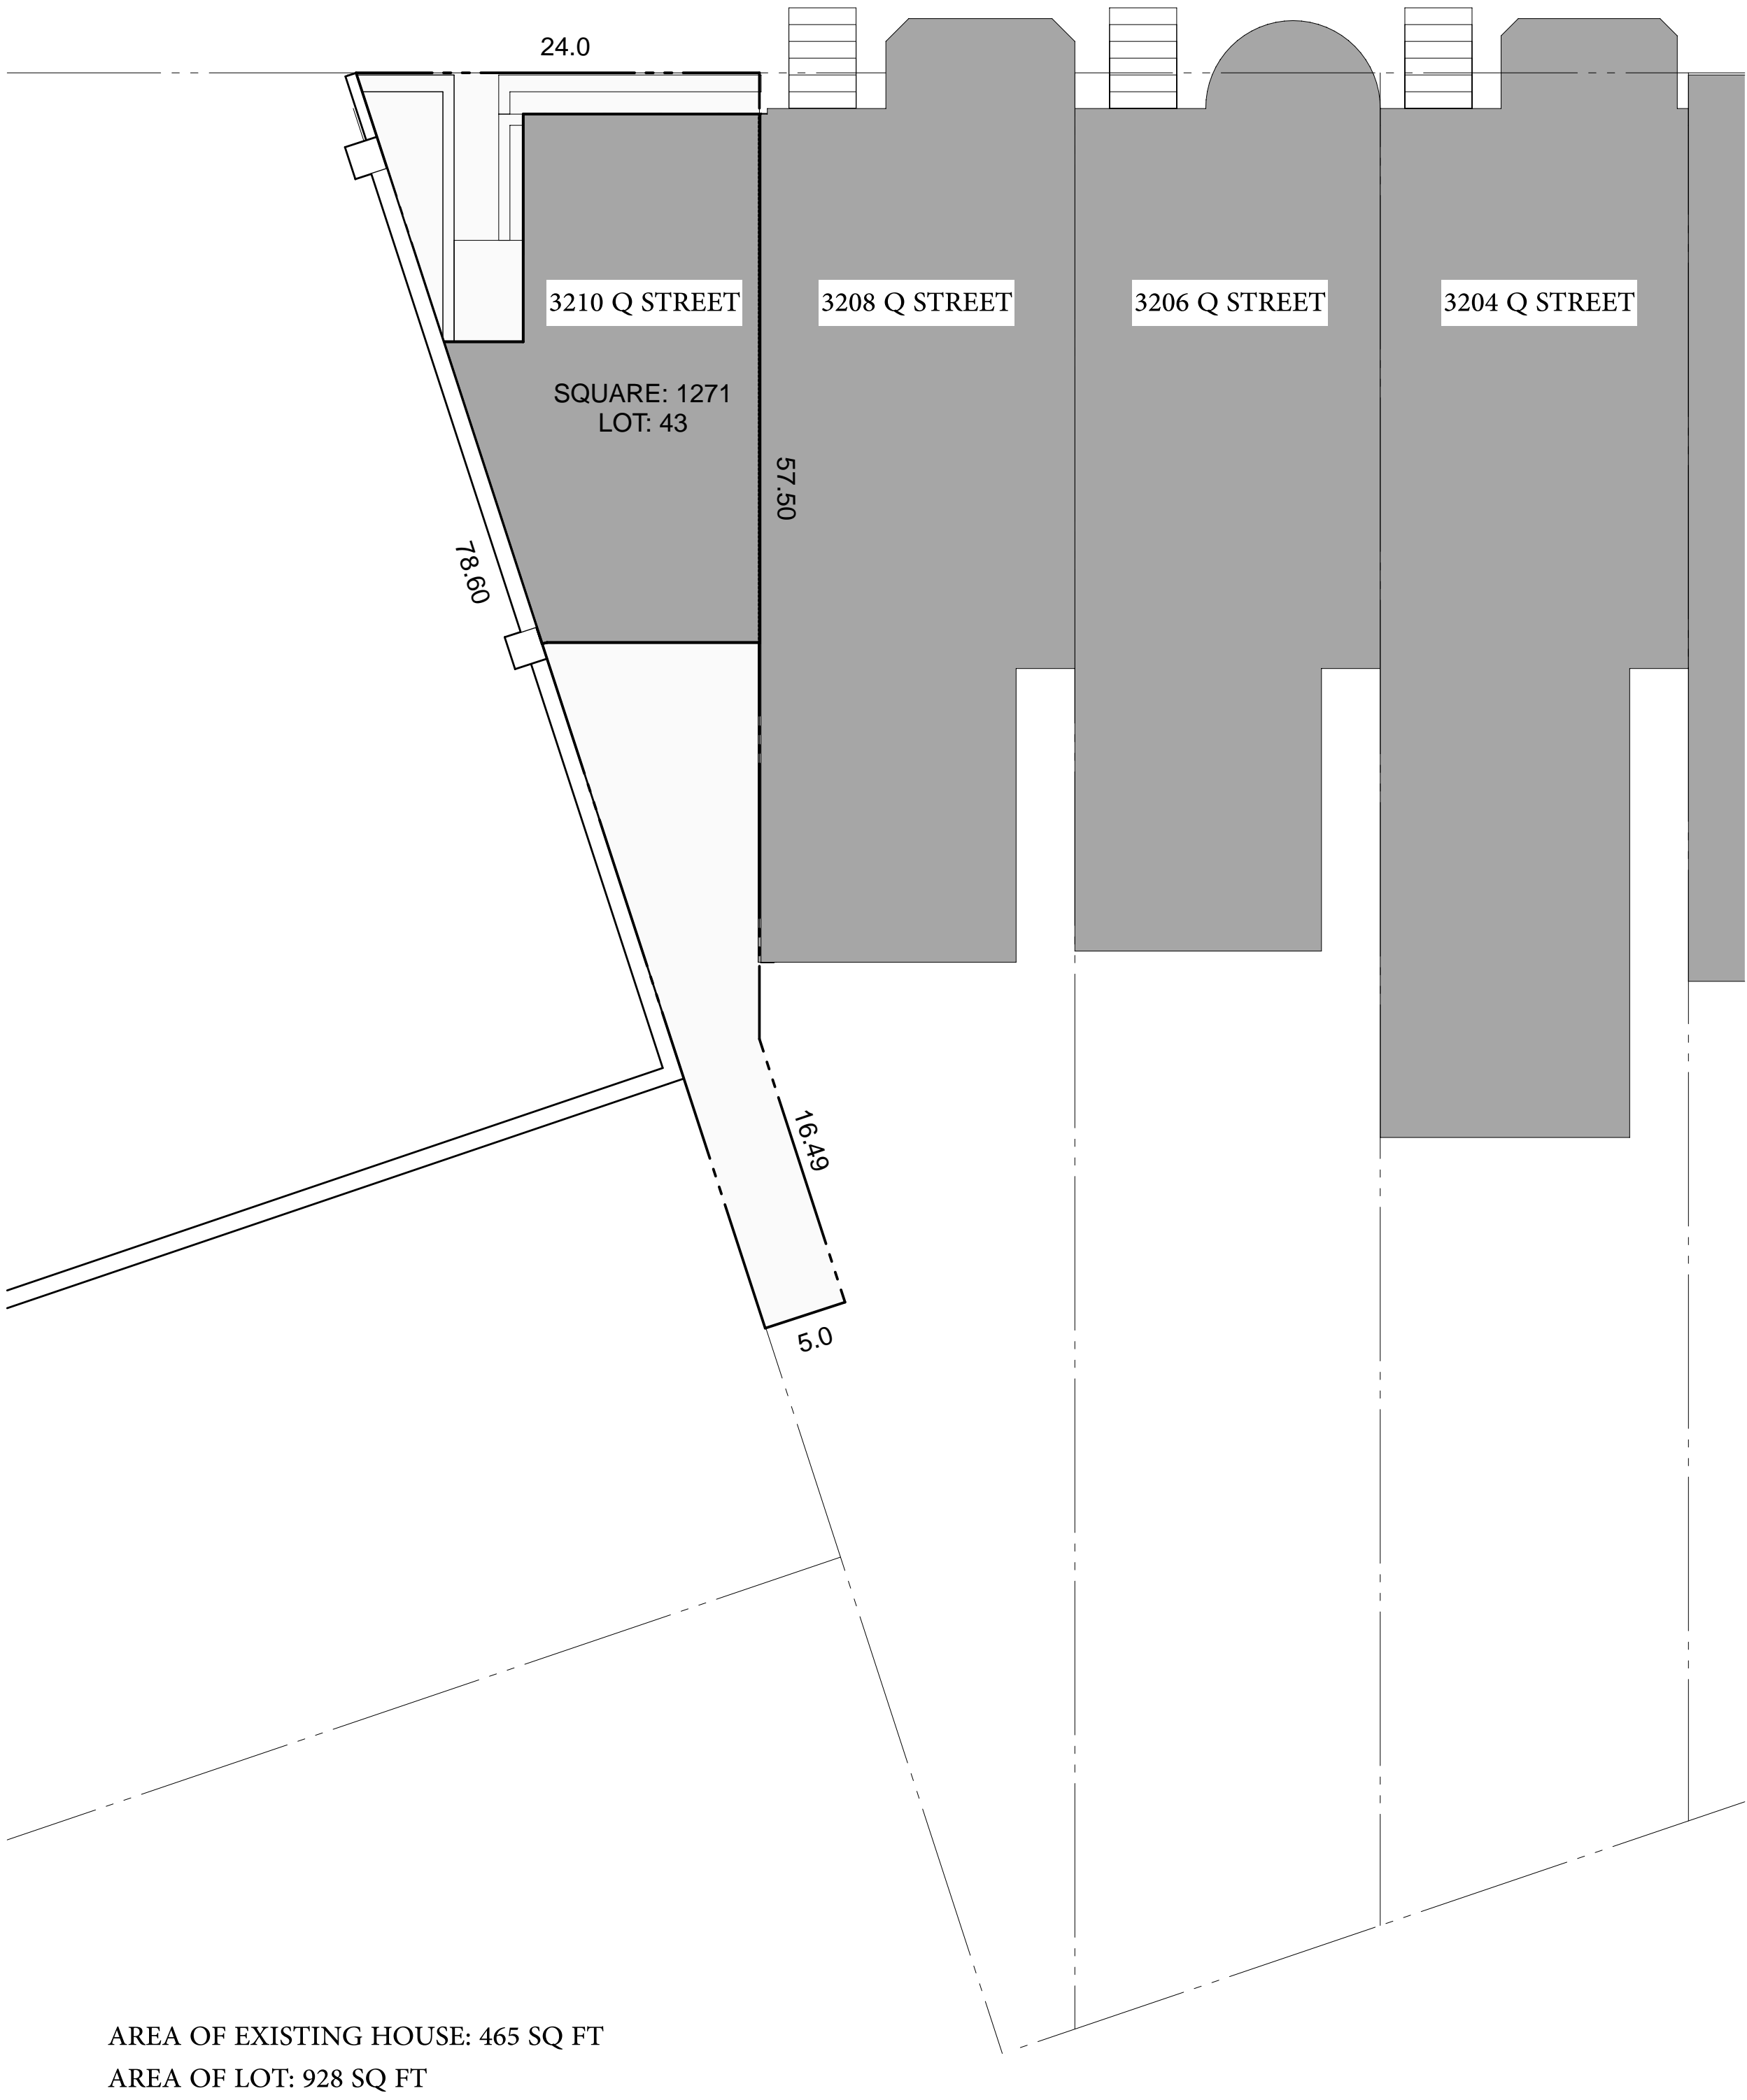 24.0
3210 Q STREET
3208 Q STREET
3206 Q STREET
3204 Q STREET
SQUARE: 1271
LOT: 43
57.50
78.60
16.49
5.0
AREA OF EXISTING HOUSE: 465 SQ FT
AREA OF LOT: 928 SQ FT